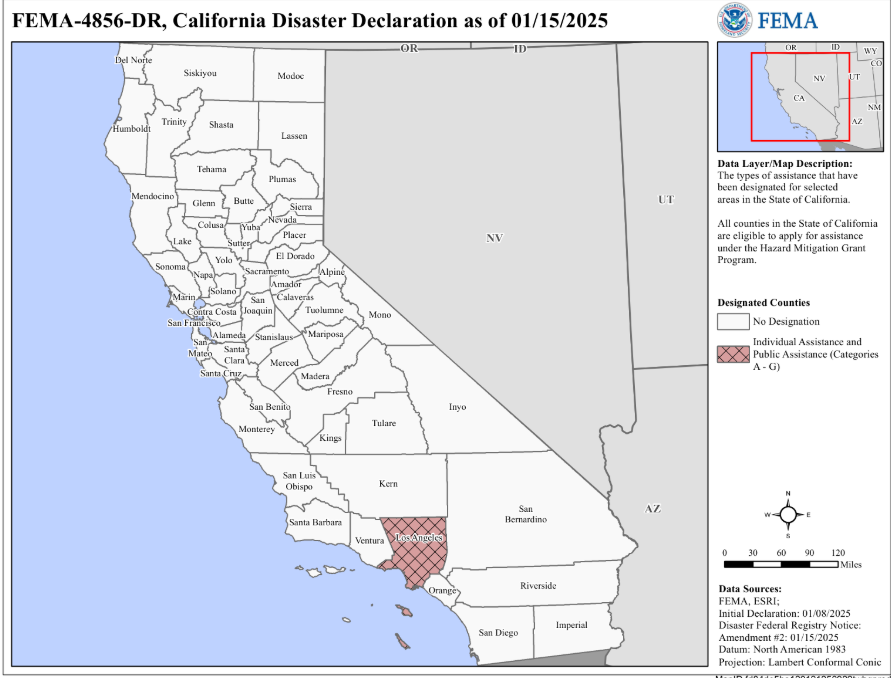 FEMA-4856-DR, California Disaster Declaration as of 01/15/2025
FEMA
OR
ID
Del Norte
Siskiyou
Modoc
Humboldt
Trinity
Shasta
Lassen
Tehama
Plumas
Mendocino
Glenn
Butte
Sierra
Colusa
Yuba
Nevada
Placer
Lake
Sutter
Sonoma
Napa
Yolo
El Dorado
Sacramento
Alpine
Solano
Amador
Marin
Calaveras
Contra Costa
San
Joaquin
Tuolumne
Mono
San Francisco
Alameda
Stanislaus
Mariposa
San
Mateo
Santa
Clara
Merced
Santa Cruz
Madera
Fresno
San Benito
Monterey
Kings
Tulare
Inyo
San Luis
Obispo
Kern
San
Bernardino
Santa Barbara
Ventura
Los Angeles
Orange
Riverside
San Diego
Imperial
NV
UT
AZ
OR
ID
WY
NV
UT
CO
CA
AZ
NM
Data Layer/Map Description:
The types of assistance that have
been designated for selected
areas in the State of California.
All counties in the State of California
are eligible to apply for assistance
under the Hazard Mitigation Grant
Program.
Designated Counties
No Designation
Individual Assistance and
Public Assistance (Categories
A - G)
N
W
E
S
0 30 60 90 120
Miles
Data Sources:
FEMA, ESRI;
Initial Declaration: 01/08/2025
Disaster Federal Registry Notice:
Amendment #2: 01/15/2025
Datum: North American 1983
Projection: Lambert Conformal Conic